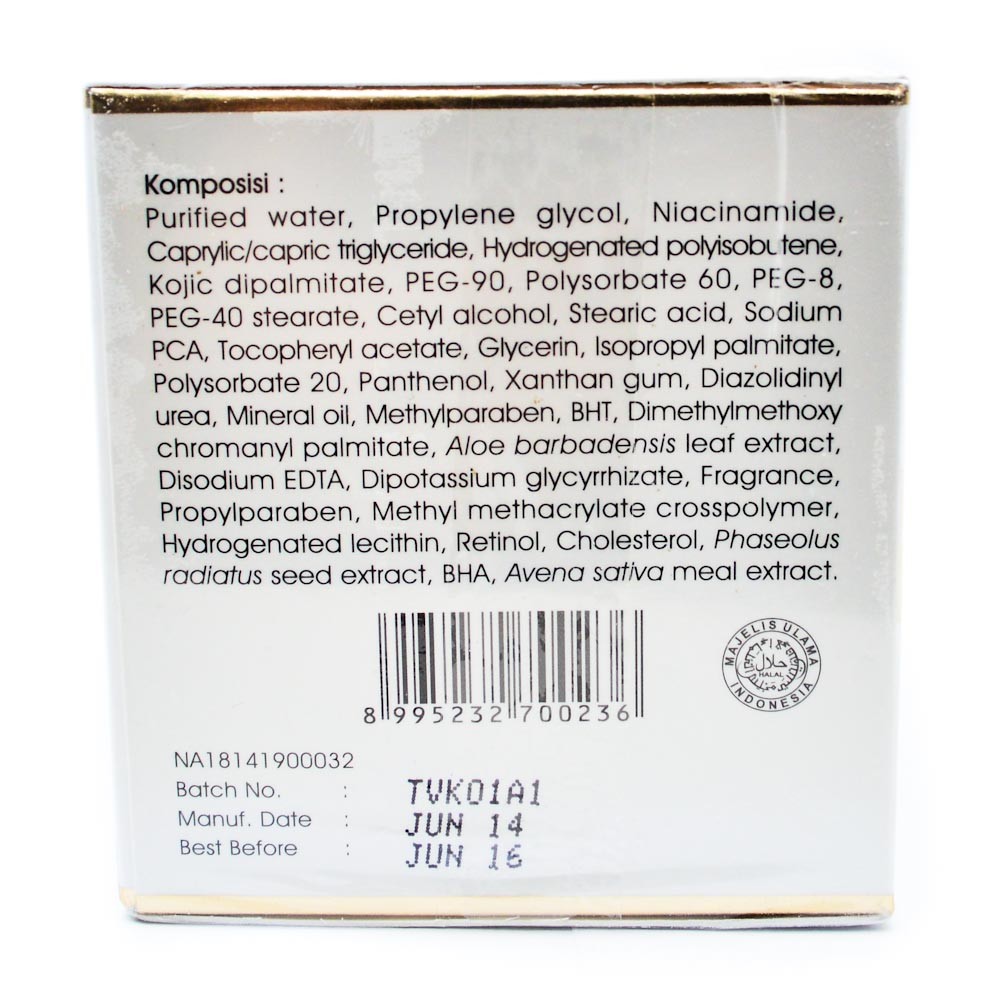 Komposisi :
Purified water, Propylene glycol, Niacinamide,
Caprylic/capric triglyceride, Hydrogenated polyisobutene,
Kojic dipalmitate, PEG-90, Polysorbate 60, PEG-8,
PEG-40 stearate, Cetyl alcohol, Stearic acid, Sodium
PCA, Tocopheryl acetate, Glycerin, Isopropyl palmitate,
Polysorbate 20, Panthenol, Xanthan gum, Diazolidinyl
urea, Mineral oil, Methylparaben, BHT, Dimethylmethoxy
chromanyl palmitate, Aloe barbadensis leaf extract,
Disodium EDTA, Dipotassium glycyrrhizate, Fragrance,
Propylparaben, Methyl methacrylate crosspolymer,
Hydrogenated lecithin, Retinol, Cholesterol, Phaseolus
radiatus seed extract, BHA, Avena sativa meal extract.
MAJELIS ULAMA
حلال
HALAL
INDONESIA
8 995232 700236
NA18141900032
Batch No. : TVK01A1
Manuf. Date : JUN 14
Best Before : JUN 16